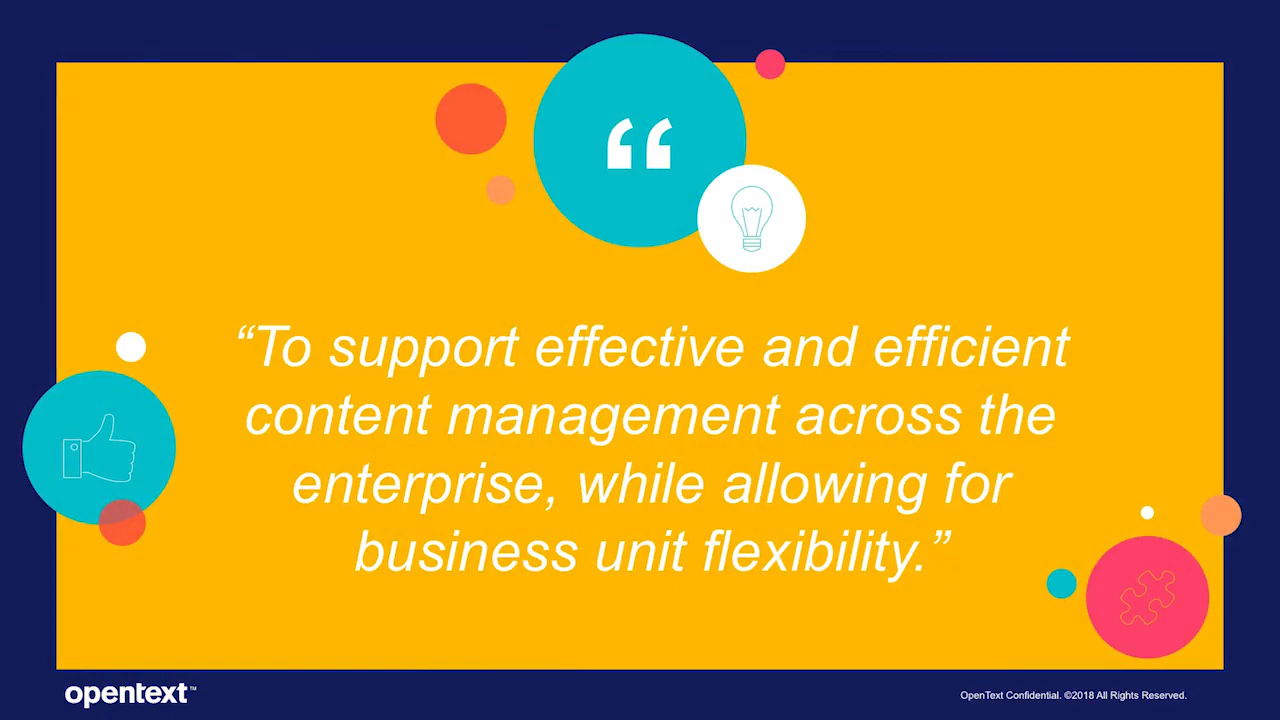 “
“To support effective and efficient
content management across the
enterprise, while allowing for
business unit flexibility.”
opentext™
OpenText Confidential. ©2018 All Rights Reserved.